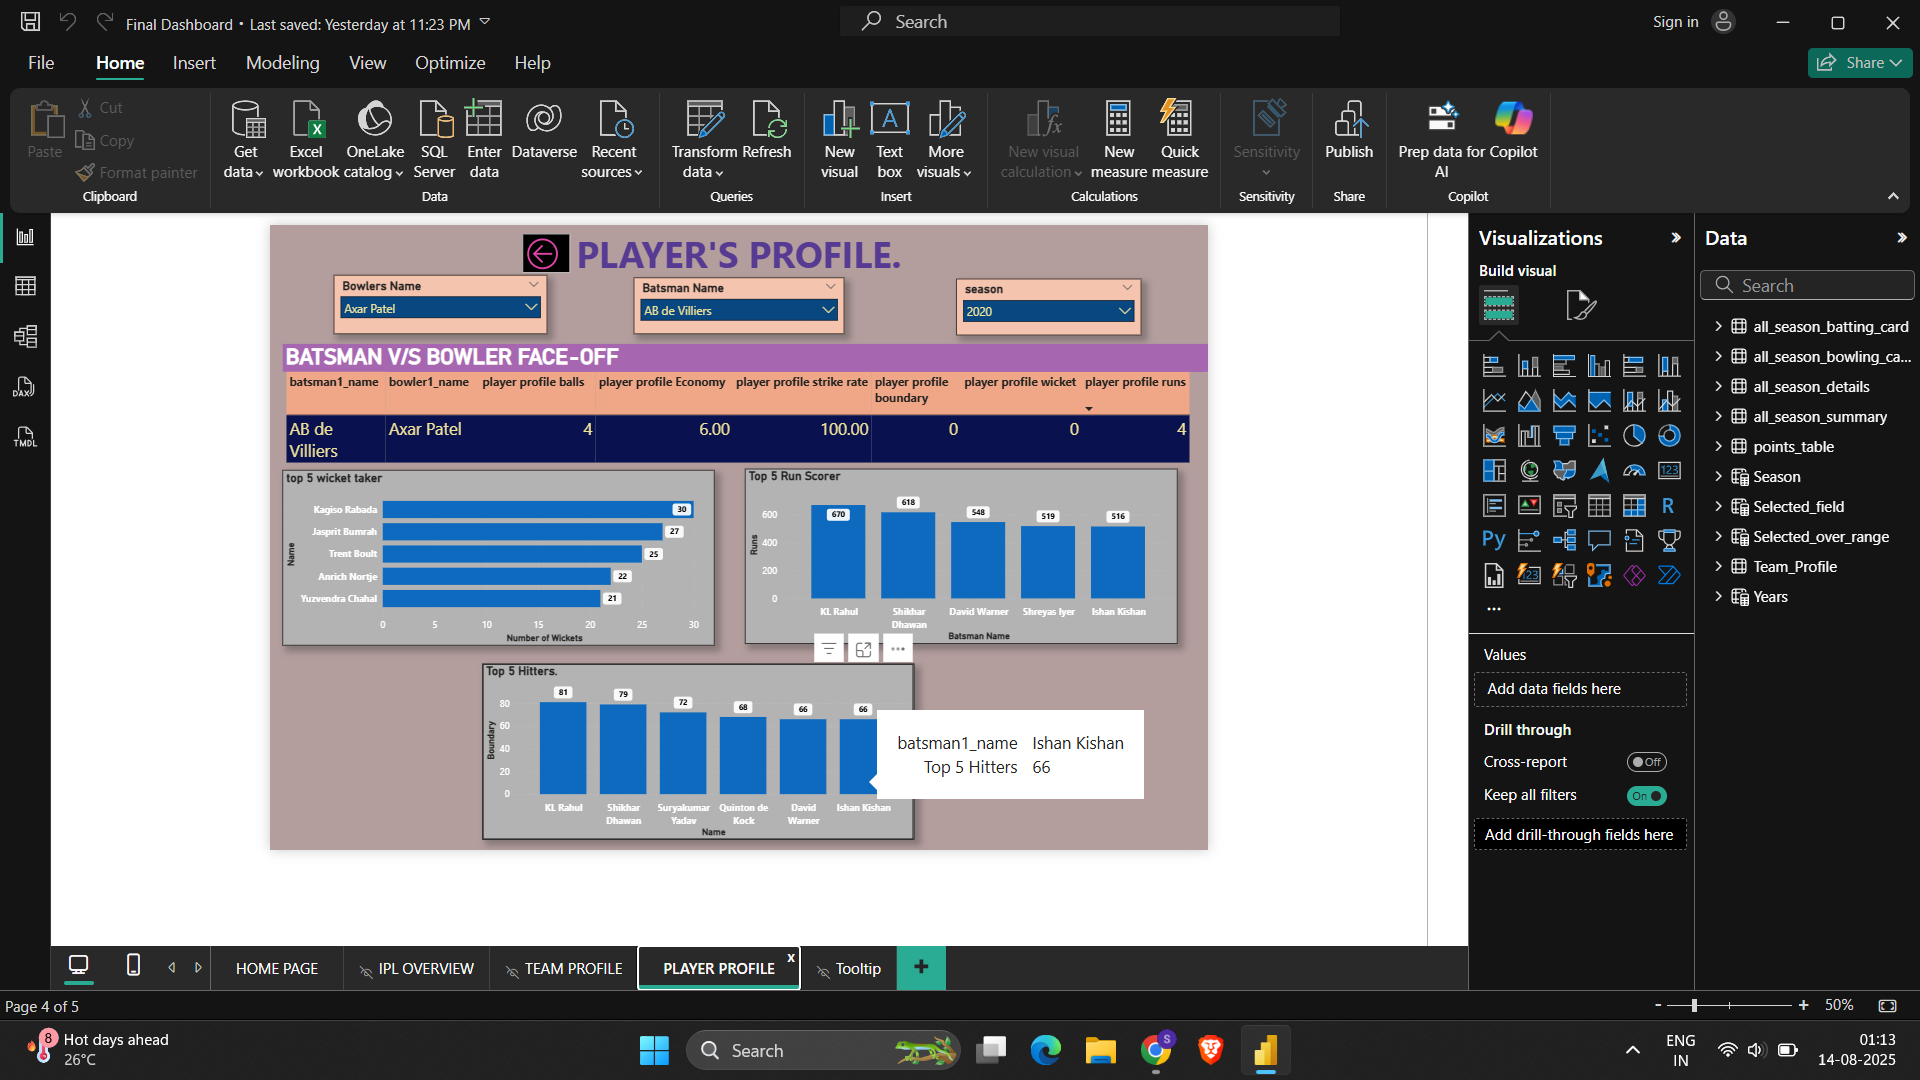 Final Dashboard • Last saved: Yesterday at 11:23 PM
Search
Sign in
File
Home
Insert
Modeling
View
Optimize
Help
Share
Paste
Cut
Copy
Format painter
Clipboard
Get data
Excel workbook
OneLake catalog
SQL Server
Enter data
Dataverse
Recent sources
Data
Transform data
Refresh
Queries
New visual
Text box
More visuals
Insert
New visual calculation
New measure
Quick measure
Calculations
Sensitivity
Sensitivity
Publish
Share
Prep data for AI
Copilot
Copilot
PLAYER'S PROFILE.
Bowlers Name
Axar Patel
Batsman Name
AB de Villiers
season
2020
BATSMAN V/S BOWLER FACE-OFF
batsman1_name bowler1_name player profile balls player profile Economy player profile strike rate player profile boundary player profile wicket player profile runs
AB de Villiers Axar Patel 4 6.00 100.00 0 0 4
top 5 wicket taker
Name
Kagiso Rabada 30
Jasprit Bumrah 27
Trent Boult 25
Anrich Nortje 22
Yuzvendra Chahal 21
0 5 10 15 20 25 30
Number of Wickets
Top 5 Run Scorer
Runs
600
400
200
0
670 618 548 519 516
KL Rahul Shikhar Dhawan David Warner Shreyas Iyer Ishan Kishan
Batsman Name
Top 5 Hitters.
Boundary
80
60
40
20
0
81 79 72 68 66 66
KL Rahul Shikhar Dhawan Suryakumar Yadav Quinton de Kock David Warner Ishan Kishan
Name
batsman1_name Ishan Kishan
Top 5 Hitters 66
Visualizations
Build visual
123
R
Py
123
Values
Add data fields here
Drill through
Cross-report
Off
Keep all filters
On
Add drill-through fields here
Data
Search
all_season_batting_card
all_season_bowling_ca...
all_season_details
all_season_summary
points_table
Season
Selected_field
Selected_over_range
Team_Profile
Years
DAX
TMDL
HOME PAGE
IPL OVERVIEW
TEAM PROFILE
PLAYER PROFILE
x
Tooltip
+
Page 4 of 5
- + 50%
8
Hot days ahead
26°C
Search
S
ENG
IN
01:13
14-08-2025